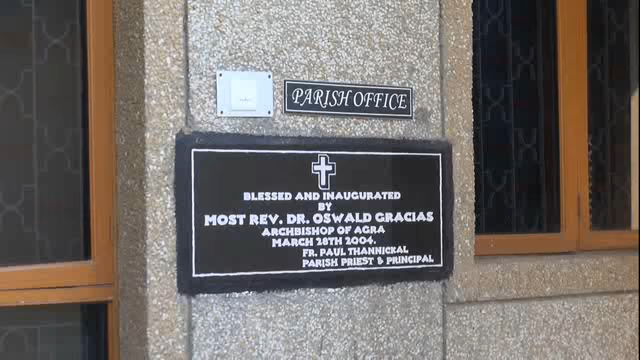 PARISH OFFICE
BLESSED AND INAUGURATED
BY
MOST REV. DR. OSWALD GRACIAS
ARCHBISHOP OF AGRA
MARCH 28TH 2004.
FR. PAUL THANNICKAL
PARISH PRIEST & PRINCIPAL